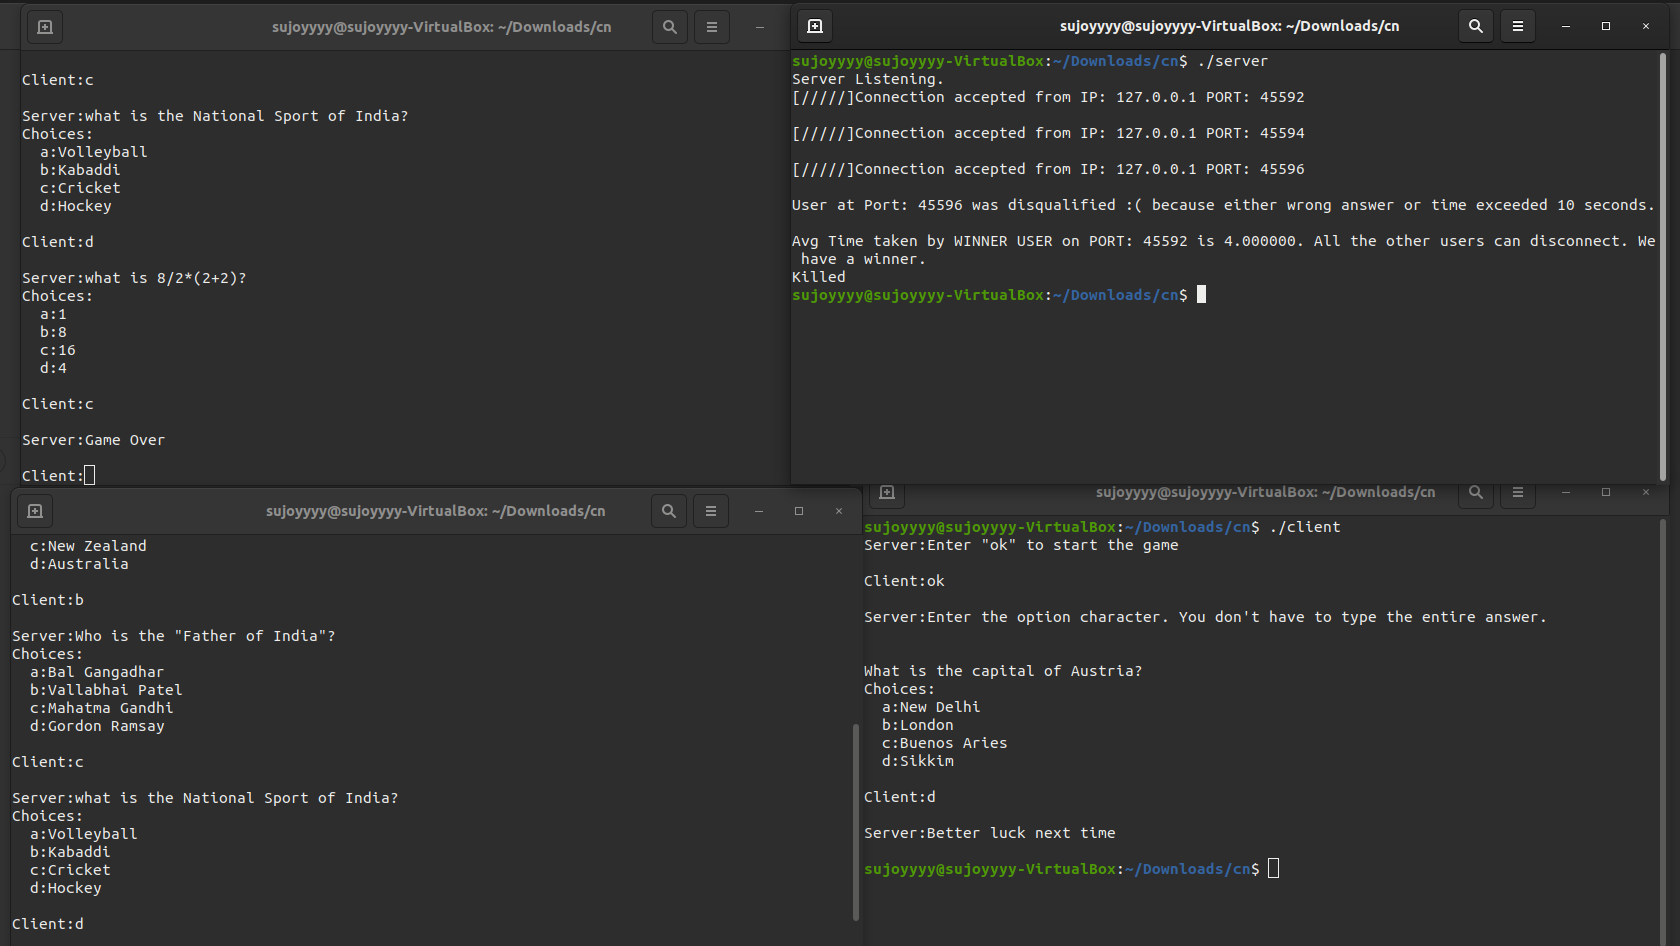 sujoyyyy@sujoyyyy-VirtualBox: ~/Downloads/cn
Client:c
Server:what is the National Sport of India?
Choices:
a:Volleyball
b:Kabaddi
c:Cricket
d:Hockey
Client:d
Server:what is 8/2*(2+2)?
Choices:
a:1
b:8
c:16
d:4
Client:c
Server:Game Over
Client:
sujoyyyy@sujoyyyy-VirtualBox: ~/Downloads/cn
sujoyyyy@sujoyyyy-VirtualBox:~/Downloads/cn$ ./server
Server Listening.
[/////]Connection accepted from IP: 127.0.0.1 PORT: 45592
[/////]Connection accepted from IP: 127.0.0.1 PORT: 45594
[/////]Connection accepted from IP: 127.0.0.1 PORT: 45596
User at Port: 45596 was disqualified :( because either wrong answer or time exceeded 10 seconds.
Avg Time taken by WINNER USER on PORT: 45592 is 4.000000. All the other users can disconnect. We
have a winner.
Killed
sujoyyyy@sujoyyyy-VirtualBox:~/Downloads/cn$
sujoyyyy@sujoyyyy-VirtualBox: ~/Downloads/cn
c:New Zealand
d:Australia
Client:b
Server:Who is the "Father of India"?
Choices:
a:Bal Gangadhar
b:Vallabhai Patel
c:Mahatma Gandhi
d:Gordon Ramsay
Client:c
Server:what is the National Sport of India?
Choices:
a:Volleyball
b:Kabaddi
c:Cricket
d:Hockey
Client:d
sujoyyyy@sujoyyyy-VirtualBox: ~/Downloads/cn
sujoyyyy@sujoyyyy-VirtualBox:~/Downloads/cn$ ./client
Server:Enter "ok" to start the game
Client:ok
Server:Enter the option character. You don't have to type the entire answer.
What is the capital of Austria?
Choices:
a:New Delhi
b:London
c:Buenos Aries
d:Sikkim
Client:d
Server:Better luck next time
sujoyyyy@sujoyyyy-VirtualBox:~/Downloads/cn$